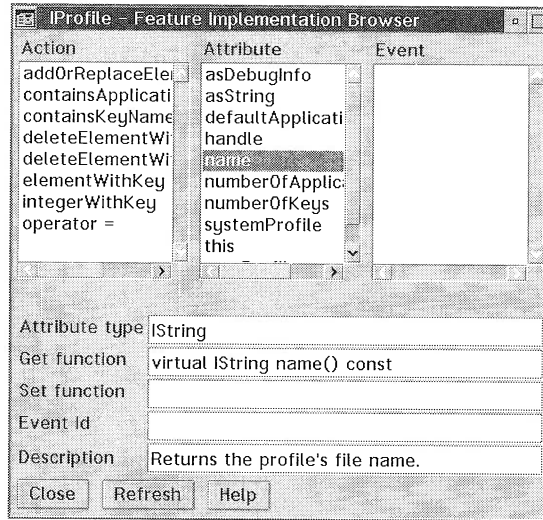 IProfile - Feature Implementation Browser
Action
addOrReplaceEle
containsApplicati
containsKeyName
deleteElementWi
deleteElementWi
elementWithKey
integerWithKey
operator =
Attribute
asDebugInfo
asString
defaultApplicati
handle
name
numberOfApplic
numberOfKeys
systemProfile
this
Event
Attribute type IString
Get function virtual IString name() const
Set function
Event Id
Description Returns the profile's file name.
Close Refresh Help